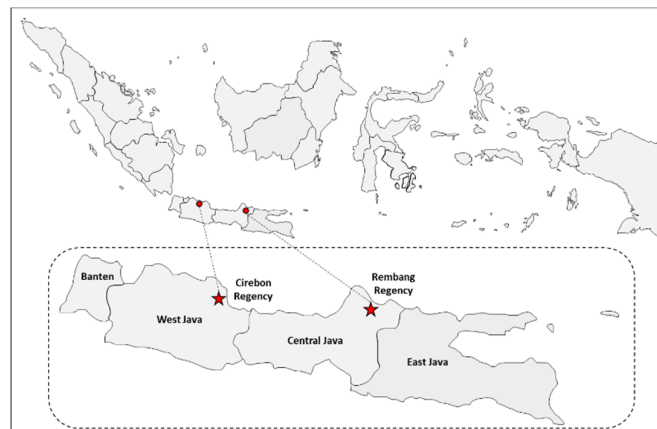 Banten
Cirebon
Regency
Rembang
Regency
West Java
Central Java
East Java